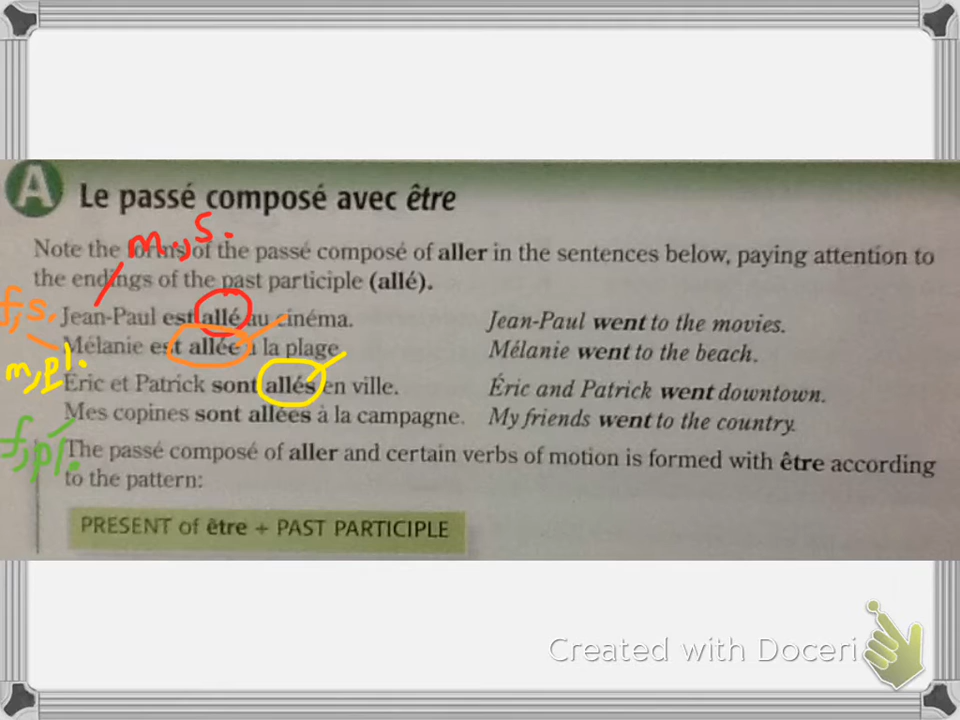 A Le passé composé avec être
m., s.
Note the forms of the passé composé of aller in the sentences below, paying attention to
the endings of the past participle (allé).
f, s. Jean-Paul est allé au cinéma. Jean-Paul went to the movies.
Mélanie est allée à la plage. Mélanie went to the beach.
m, pl. Éric et Patrick sont allés en ville. Éric and Patrick went downtown.
Mes copines sont allées à la campagne. My friends went to the country.
f, pl. The passé composé of aller and certain verbs of motion is formed with être according
to the pattern:
PRESENT of être + PAST PARTICIPLE
Created with Doceri